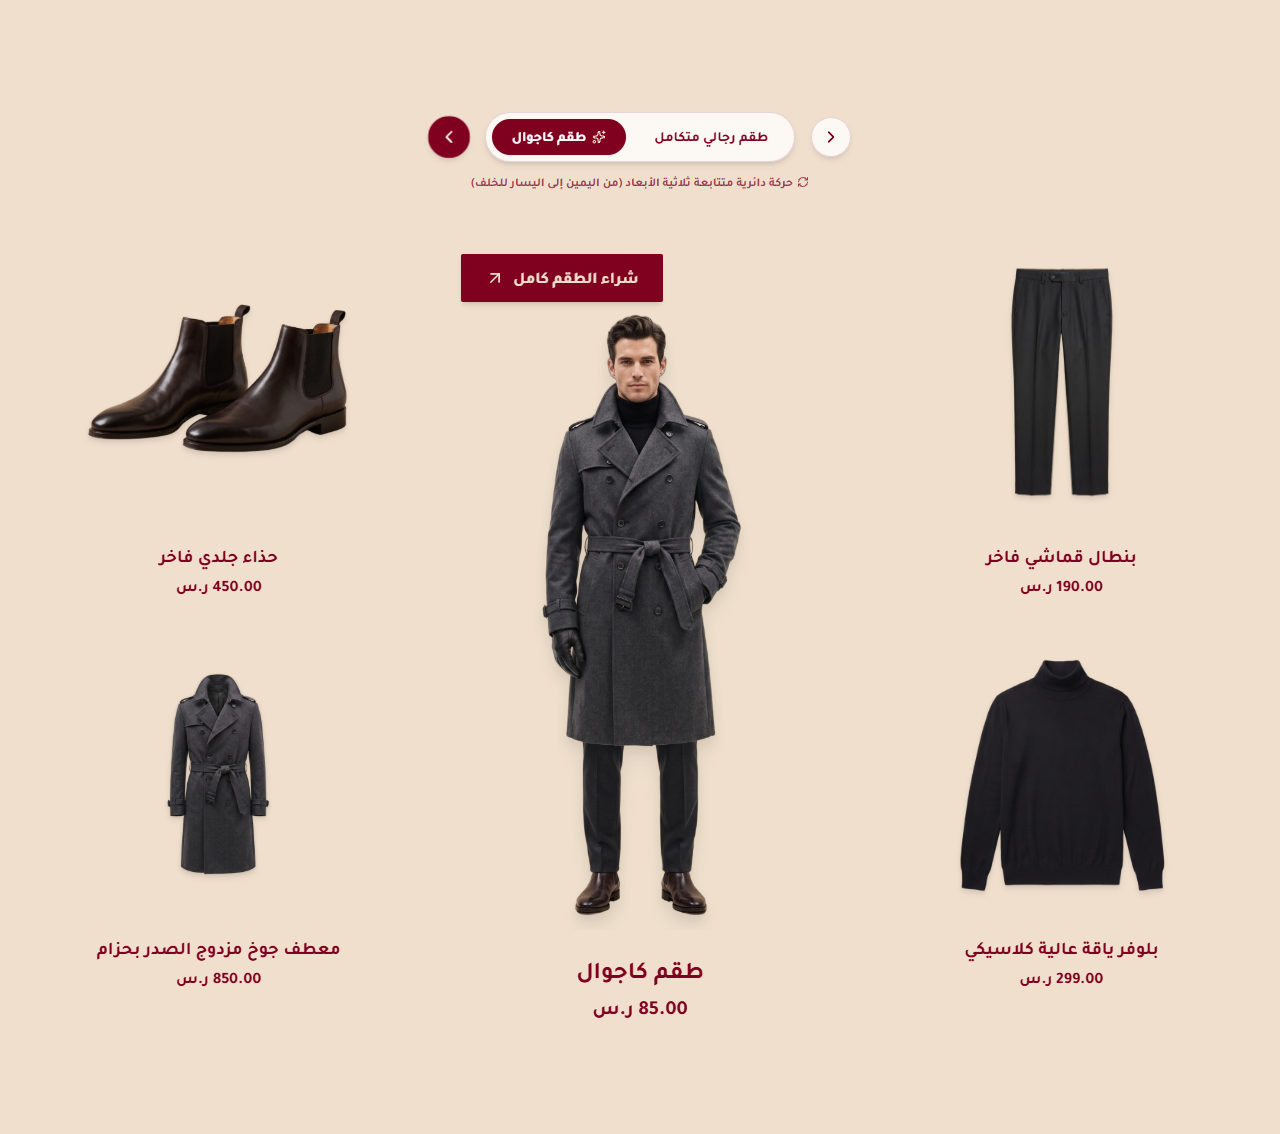 طقم رجالي متكامل
طقم كاجوال
حركة دائرية متتابعة ثلاثية الأبعاد (من اليمين إلى اليسار للخلف)
شراء الطقم كامل
بنطال قماشي فاخر
190.00 ر.س
حذاء جلدي فاخر
450.00 ر.س
بلوفر ياقة عالية كلاسيكي
299.00 ر.س
طقم كاجوال
85.00 ر.س
معطف جوخ مزدوج الصدر بحزام
850.00 ر.س